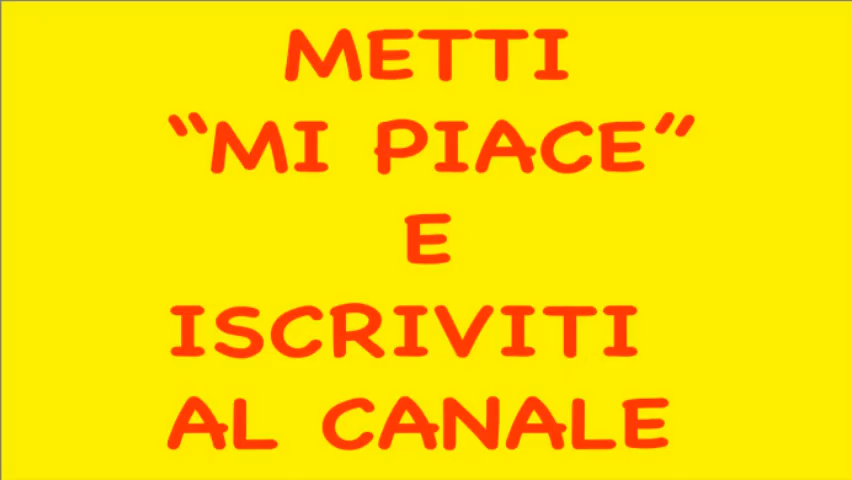 METTI
“MI PIACE”
E
ISCRIVITI
AL CANALE